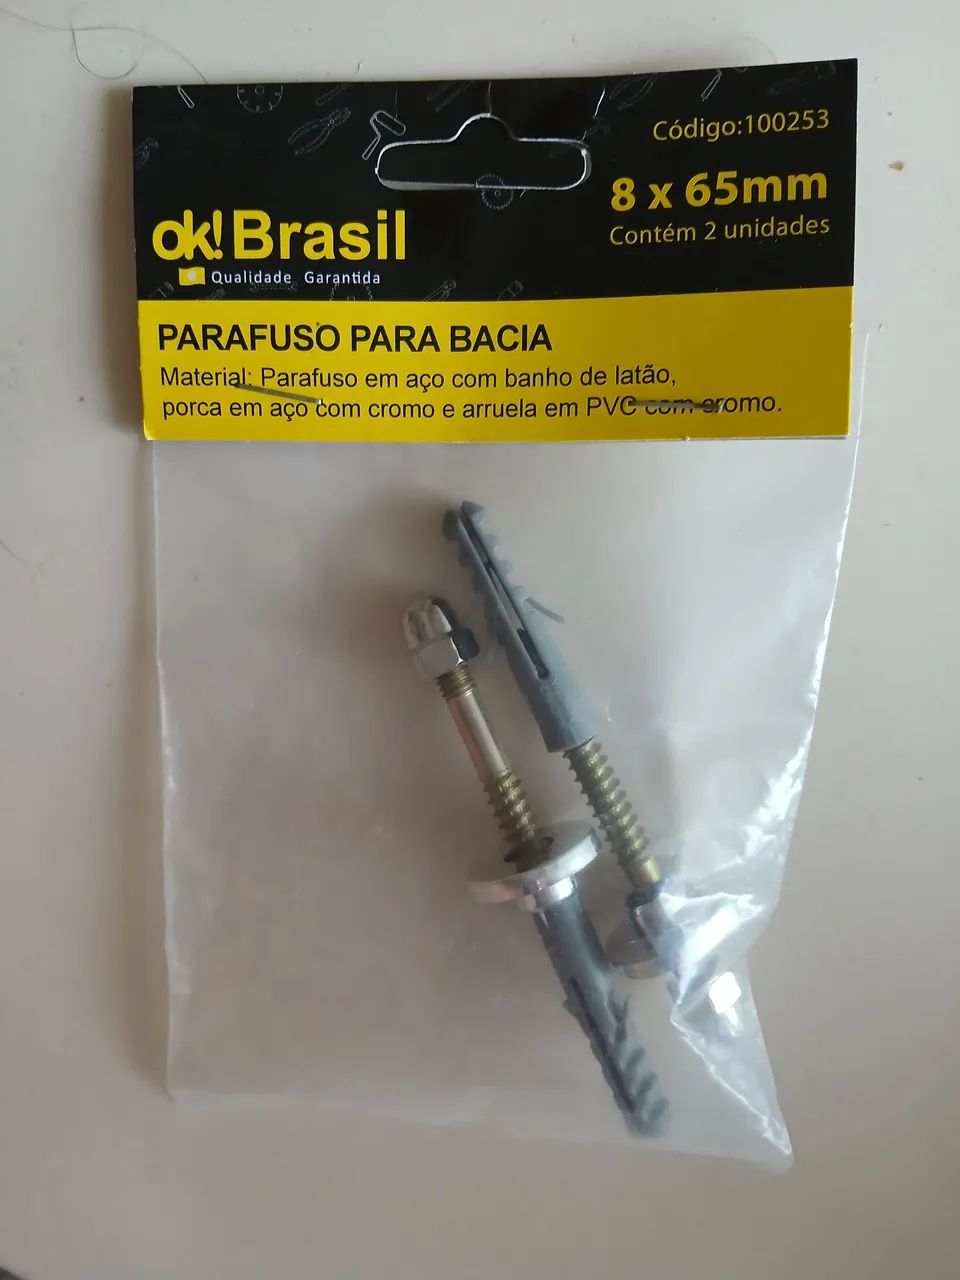 Código:100253
8 x 65mm
Contém 2 unidades
ok!Brasil
Qualidade Garantida
PARAFUSO PARA BACIA
Material: Parafuso em aço com banho de latão,
porca em aço com cromo e arruela em PVC com cromo.